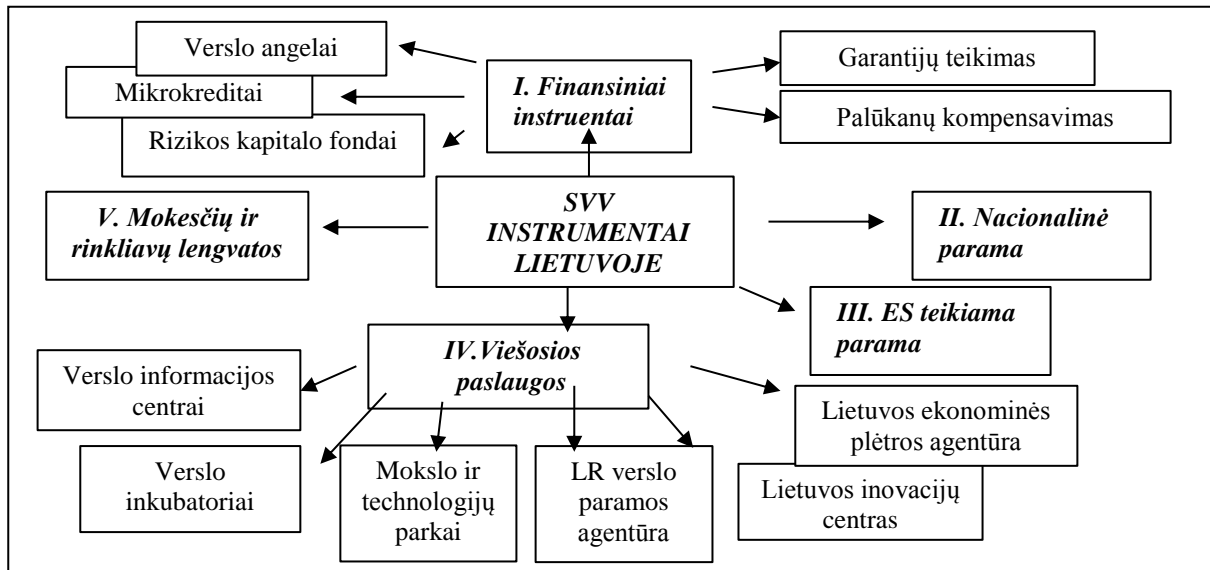 Verslo angelai
Mikrokreditai
Rizikos kapitalo fondai
I. Finansiniai
instruentai
Garantijų teikimas
Palūkanų kompensavimas
V. Mokesčių ir
rinkliavų lengvatos
SVV
INSTRUMENTAI
LIETUVOJE
II. Nacionalinė
parama
III. ES teikiama
parama
IV.Viešosios
paslaugos
Verslo informacijos
centrai
Verslo
inkubatoriai
Mokslo ir
technologijų
parkai
LR verslo
paramos
agentūra
Lietuvos ekonominės
plėtros agentūra
Lietuvos inovacijų
centras